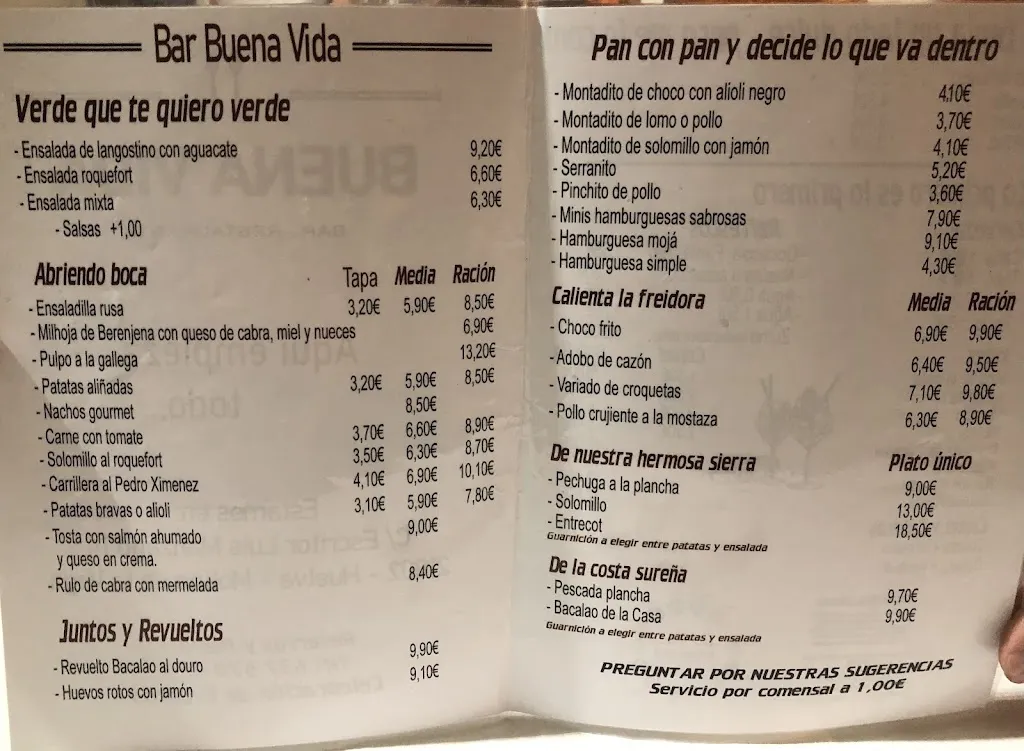 Bar Buena Vida
Verde que te quiero verde
- Ensalada de langostino con aguacate 9,20€
- Ensalada roquefort 6,60€
- Ensalada mixta 6,30€
- Salsas +1,00
Abriendo boca Tapa Media Ración
- Ensaladilla rusa 3,20€ 5,90€ 8,50€
- Milhoja de Berenjena con queso de cabra, miel y nueces 6,90€
- Pulpo a la gallega 13,20€
- Patatas aliñadas 3,20€ 5,90€ 8,50€
- Nachos gourmet 8,50€
- Carne con tomate 3,70€ 6,60€ 8,90€
- Solomillo al roquefort 3,50€ 6,30€ 8,70€
- Carrillera al Pedro Ximenez 4,10€ 6,90€ 10,10€
- Patatas bravas o alioli 3,10€ 5,90€ 7,80€
- Tosta con salmón ahumado 9,00€
y queso en crema.
- Rulo de cabra con mermelada 8,40€
Juntos y Revueltos
- Revuelto Bacalao al douro 9,90€
- Huevos rotos con jamón 9,10€
Pan con pan y decide lo que va dentro
- Montadito de choco con alioli negro 4,10€
- Montadito de lomo o pollo 3,70€
- Montadito de solomillo con jamón 4,10€
- Serranito 5,20€
- Pinchito de pollo 3,60€
- Minis hamburguesas sabrosas 7,90€
- Hamburguesa mojá 9,10€
- Hamburguesa simple 4,30€
Calienta la freidora Media Ración
- Choco frito 6,90€ 9,90€
- Adobo de cazón 6,40€ 9,50€
- Variado de croquetas 7,10€ 9,80€
- Pollo crujiente a la mostaza 6,30€ 8,90€
De nuestra hermosa sierra Plato único
- Pechuga a la plancha 9,00€
- Solomillo 13,00€
- Entrecot 18,50€
Guarnición a elegir entre patatas y ensalada
De la costa sureña
- Pescada plancha 9,70€
- Bacalao de la Casa 9,90€
Guarnición a elegir entre patatas y ensalada
PREGUNTAR POR NUESTRAS SUGERENCIAS
Servicio por comensal a 1,00€